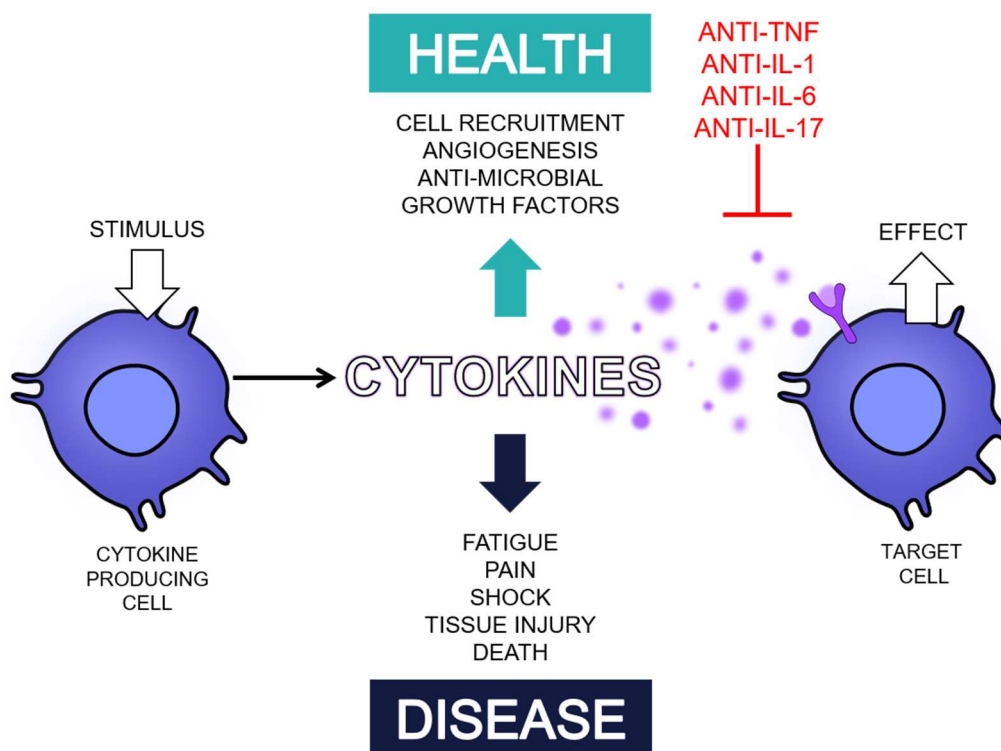 HEALTH
CELL RECRUITMENT
ANGIOGENESIS
ANTI-MICROBIAL
GROWTH FACTORS
ANTI-TNF
ANTI-IL-1
ANTI-IL-6
ANTI-IL-17
STIMULUS
EFFECT
CYTOKINES
CYTOKINE
PRODUCING
CELL
TARGET
CELL
FATIGUE
PAIN
SHOCK
TISSUE INJURY
DEATH
DISEASE